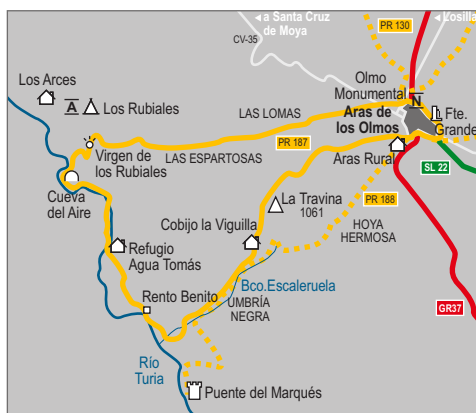 a Santa Cruz
de Moya
CV-35
PR 130
Losilla
Los Arces
A
Los Rubiales
Olmo
Monumental
N
Aras de
los Olmos
Fte.
Grande
LAS LOMAS
Virgen de
los Rubiales
LAS ESPARTOSAS
PR 187
Aras Rural
SL 22
Cueva
del Aire
La Travina
1061
PR 188
HOYA
HERMOSA
Cobijo la Viguilla
Refugio
Agua Tomás
Bco.Escaleruela
Rento Benito
UMBRÍA
NEGRA
GR37
Río
Turia
Puente del Marqués